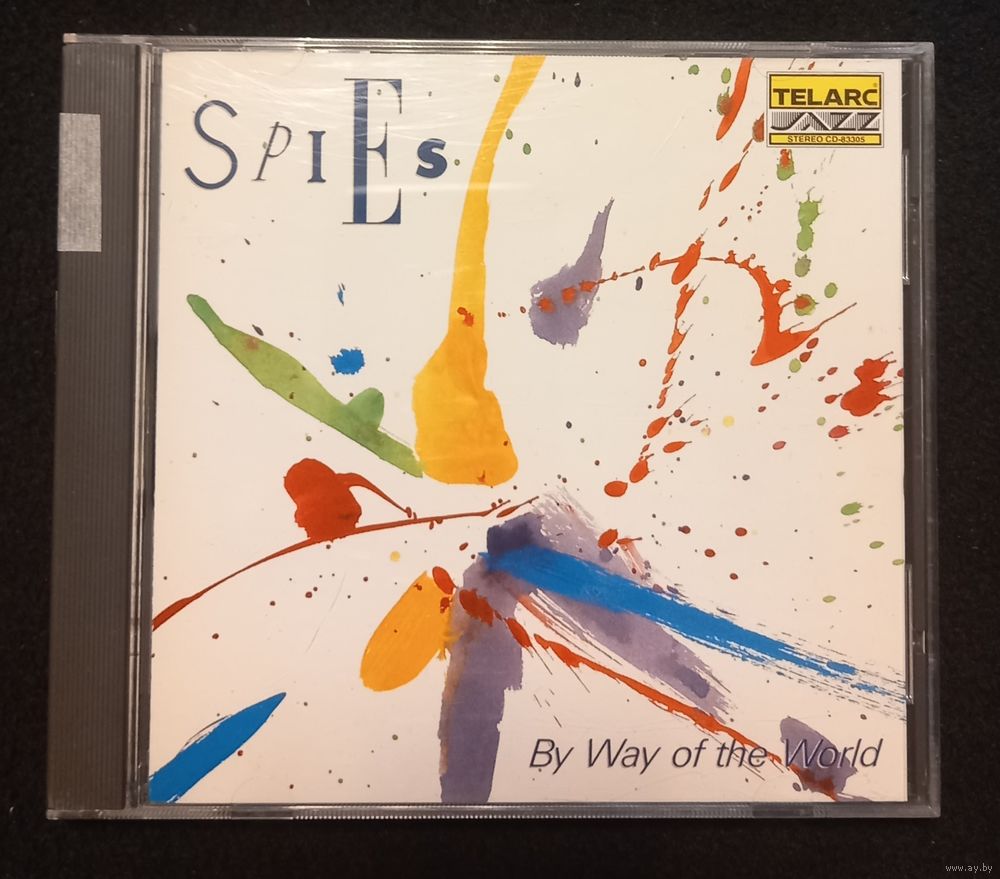 SPIEs
TELARC
JAZZ
STEREO CD-83305
By Way of the World
www.ay.by